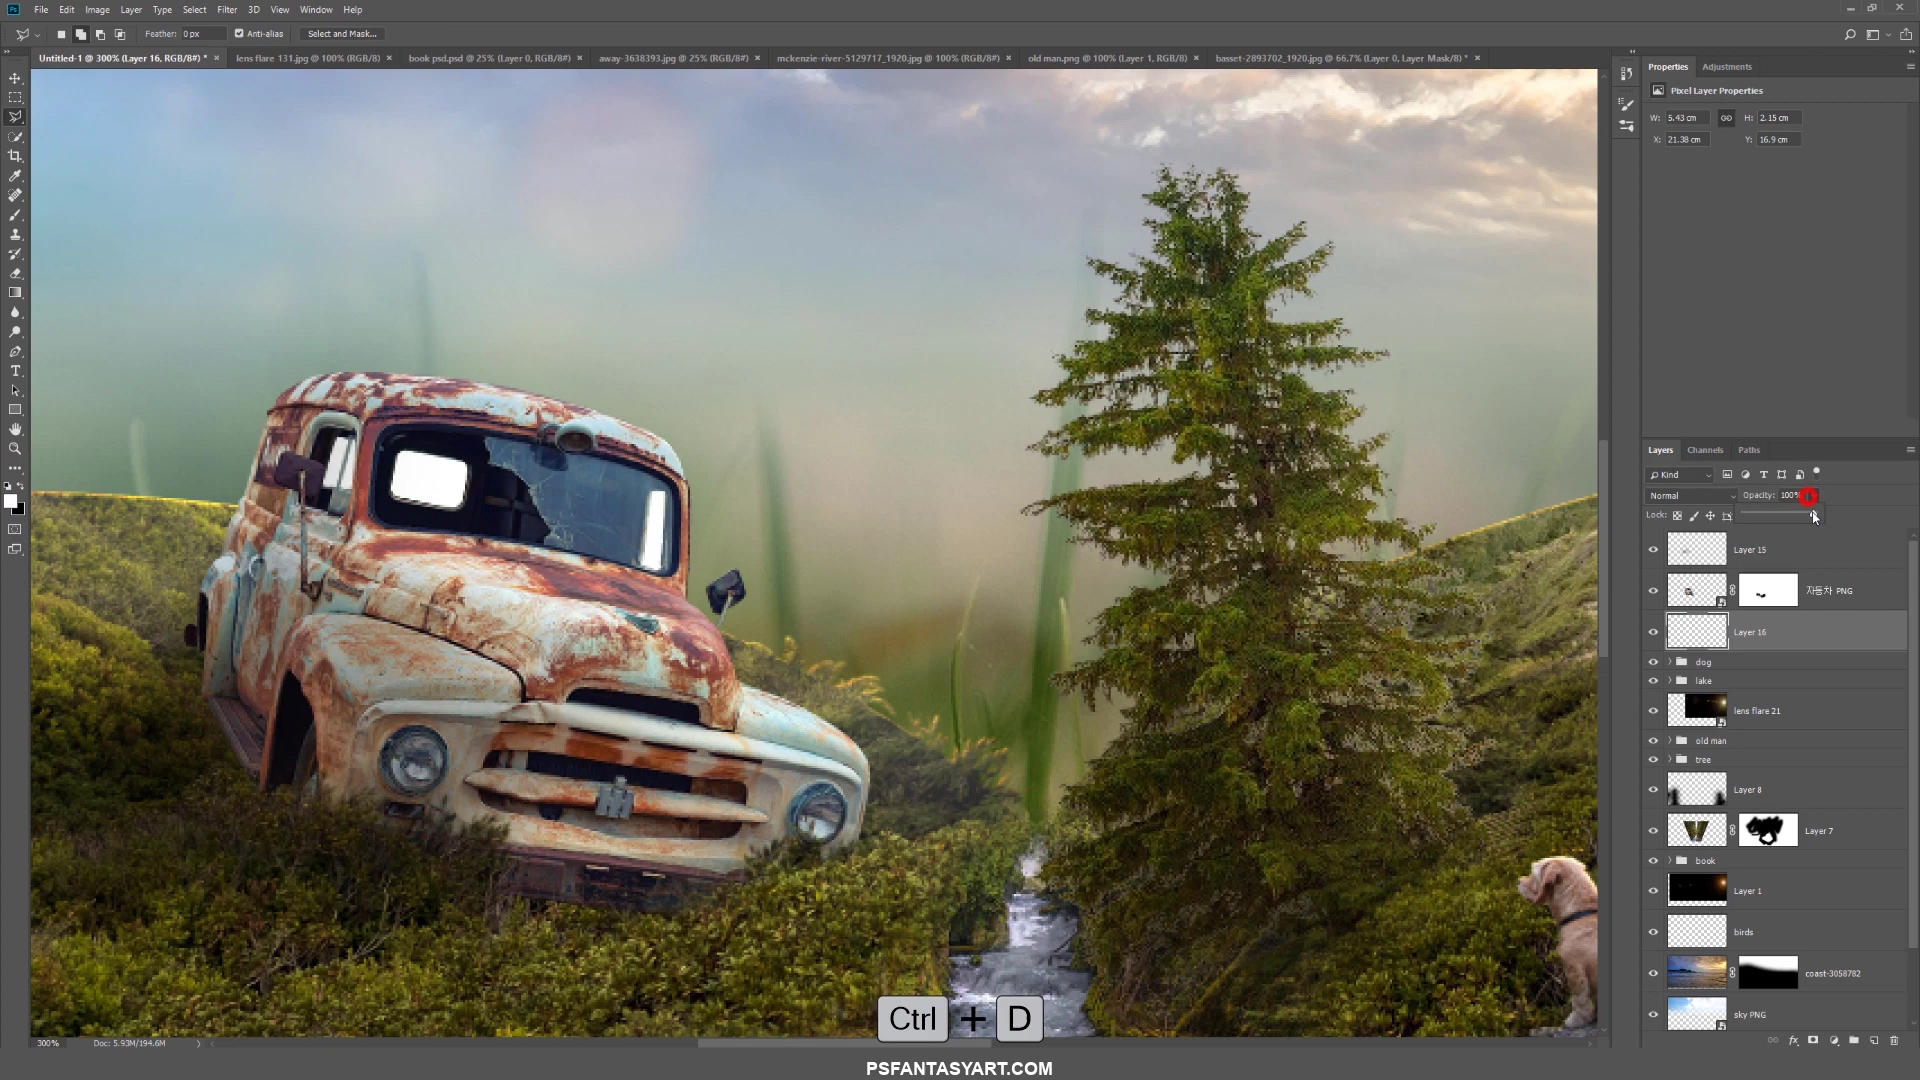 Ps File Edit Image Layer Type Select Filter 3D View Window Help
Feather: 0 px Anti-alias Select and Mask...
Untitled-1 @ 300% (Layer 16, RGB/8#) * × lens flare 131.jpg @ 100% (RGB/8) × book psd.psd @ 25% (Layer 0, RGB/8#) × away-3638393.jpg @ 25% (RGB/8#) × mckenzie-river-5129717_1920.jpg @ 100% (RGB/8#) × old man.png @ 100% (Layer 1, RGB/8) × basset-2893702_1920.jpg @ 66.7% (Layer 0, Layer Mask/8) * ×
Properties Adjustments
Pixel Layer Properties
W: 5.43 cm H: 2.15 cm
X: 21.38 cm Y: 16.9 cm
Layers Channels Paths
Kind
Normal Opacity: 100%
Lock:
Layer 15
자동차 PNG
Layer 16
dog
lake
lens flare 21
old man
tree
Layer 8
Layer 7
book
Layer 1
birds
coast-3058782
sky PNG
Ctrl + D
300% Doc: 5.93M/194.6M
PSFANTASYART.COM